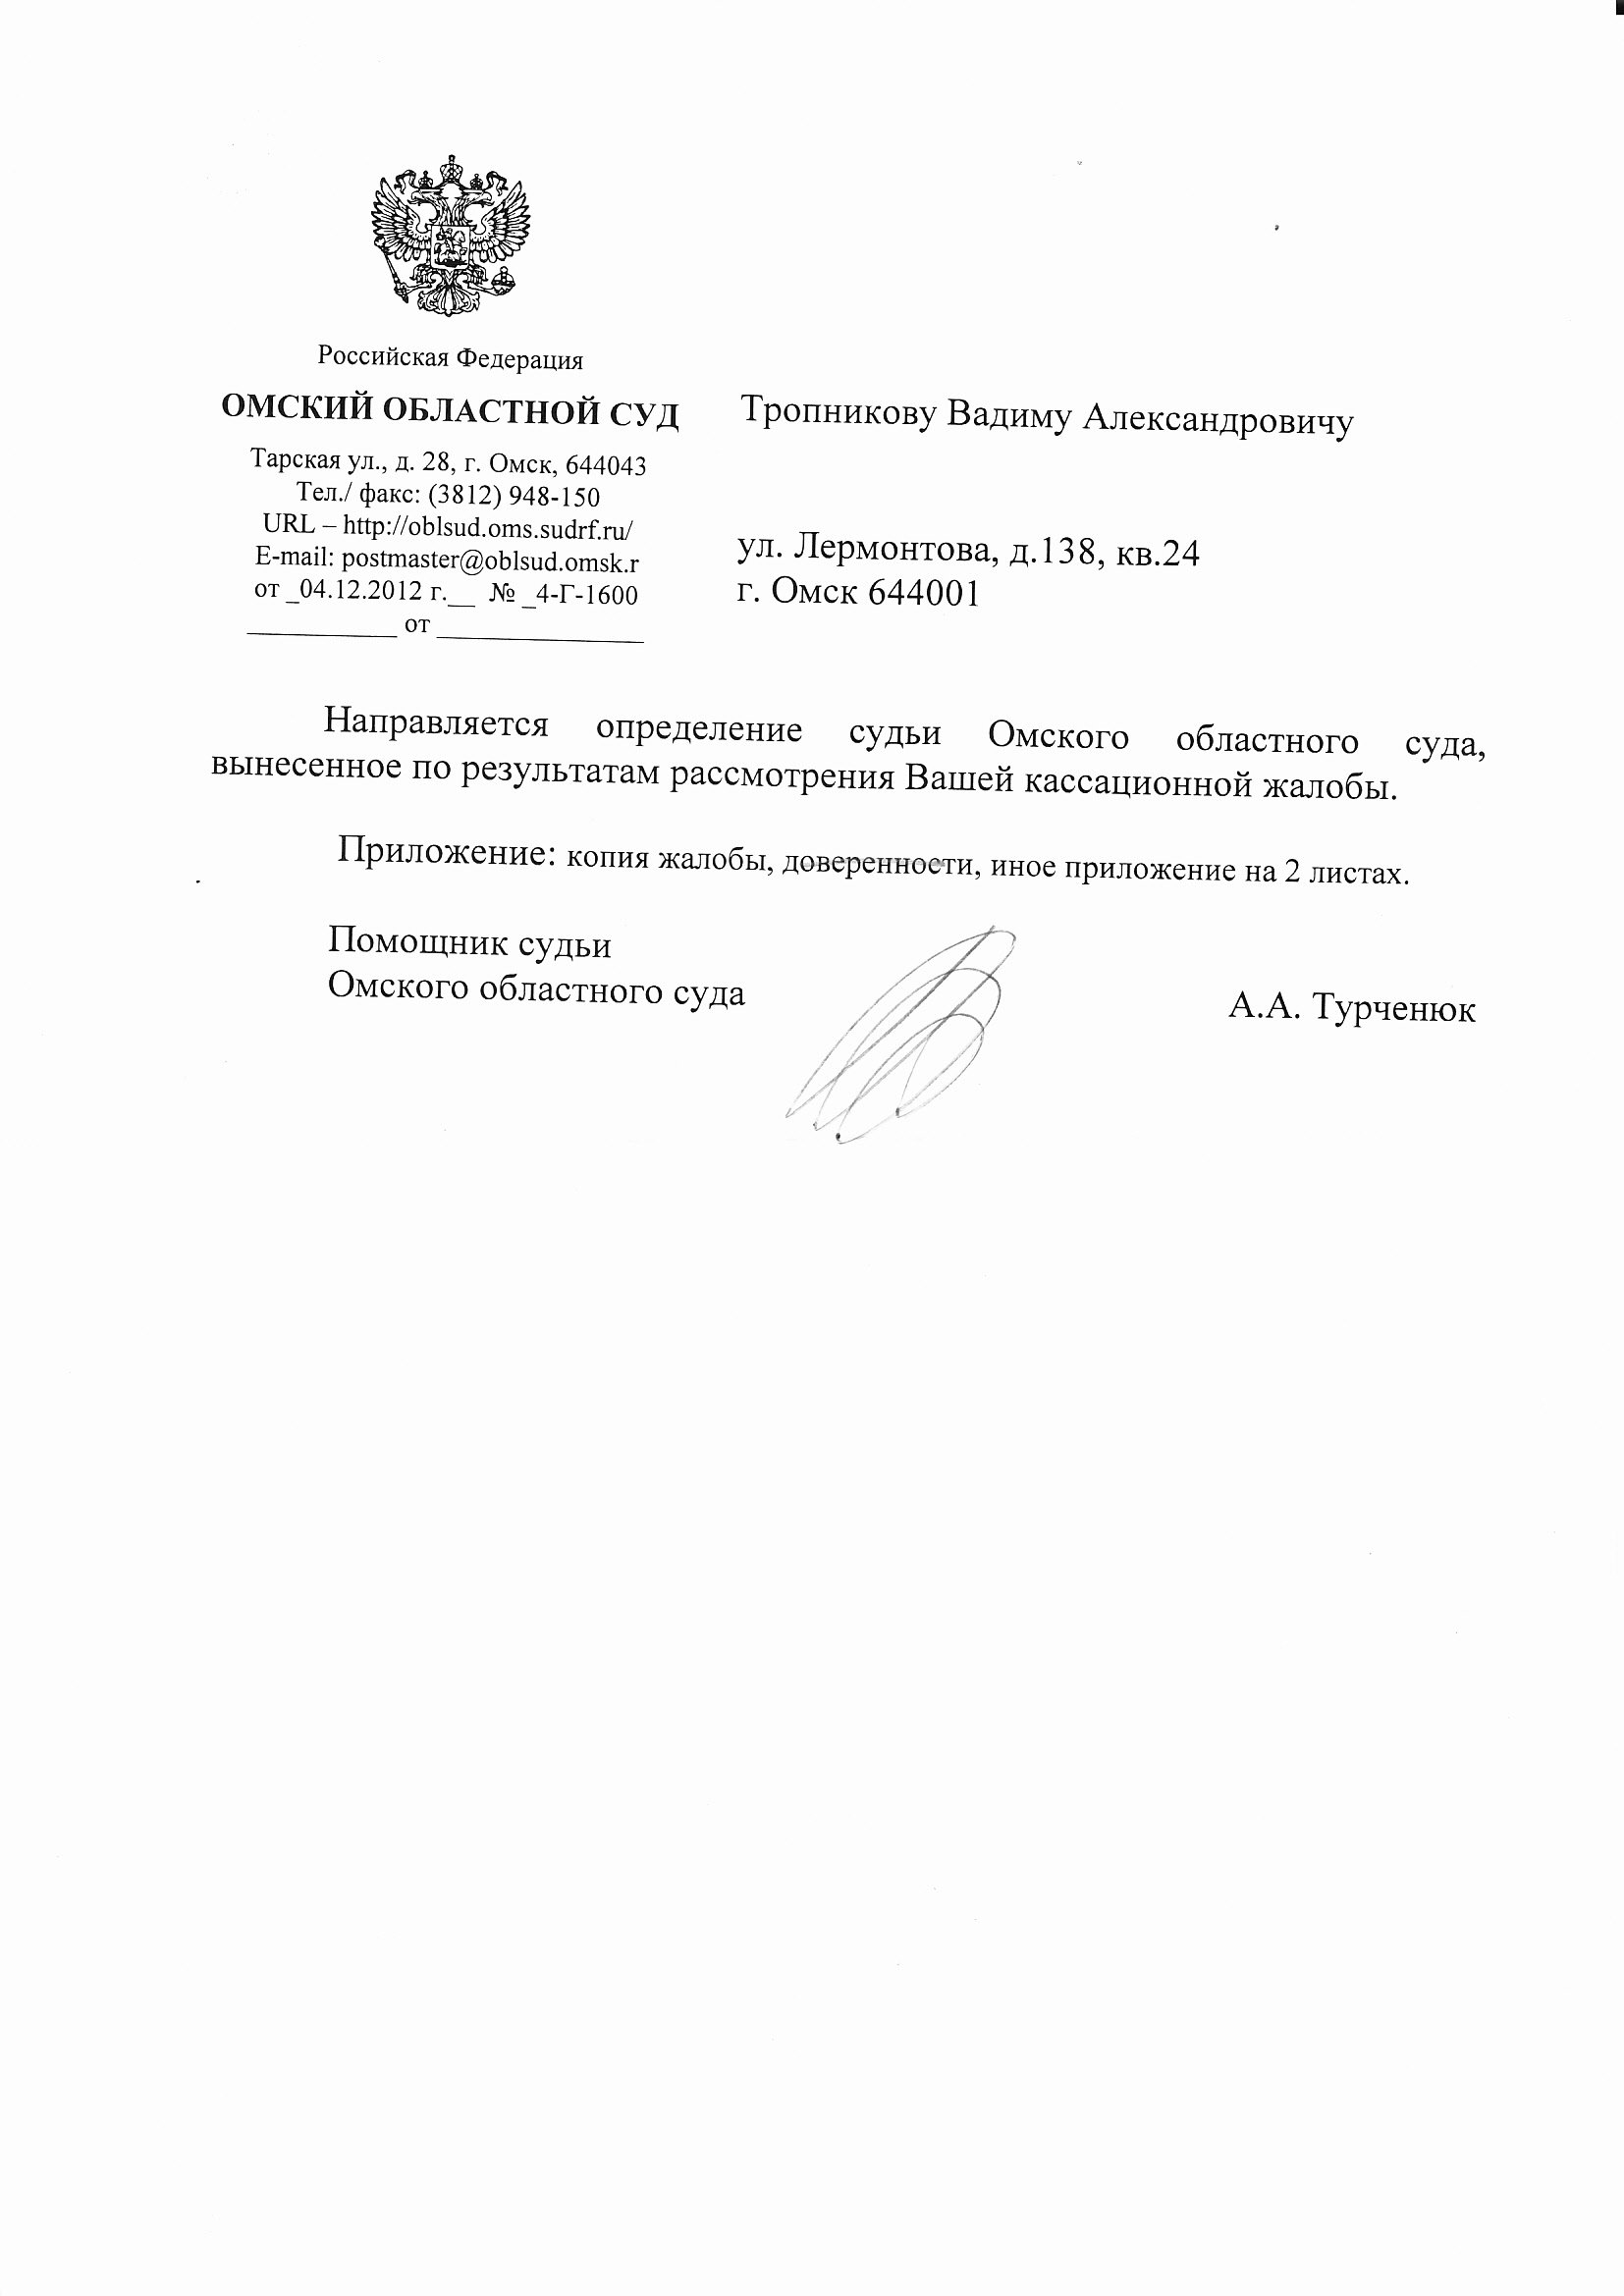 Российская Федерация
ОМСКИЙ ОБЛАСТНОЙ СУД
Тарская ул., д. 28, г. Омск, 644043
Тел./ факс: (3812) 948-150
URL – http://oblsud.oms.sudrf.ru/
E-mail: postmaster@oblsud.omsk.r
от _04.12.2012 г.__ № _4-Г-1600
___________ от _______________
Тропникову Вадиму Александровичу
ул. Лермонтова, д.138, кв.24
г. Омск 644001
Направляется определение судьи Омского областного суда,
вынесенное по результатам рассмотрения Вашей кассационной жалобы.
Приложение: копия жалобы, доверенности, иное приложение на 2 листах.
Помощник судьи
Омского областного суда
А.А. Турченюк